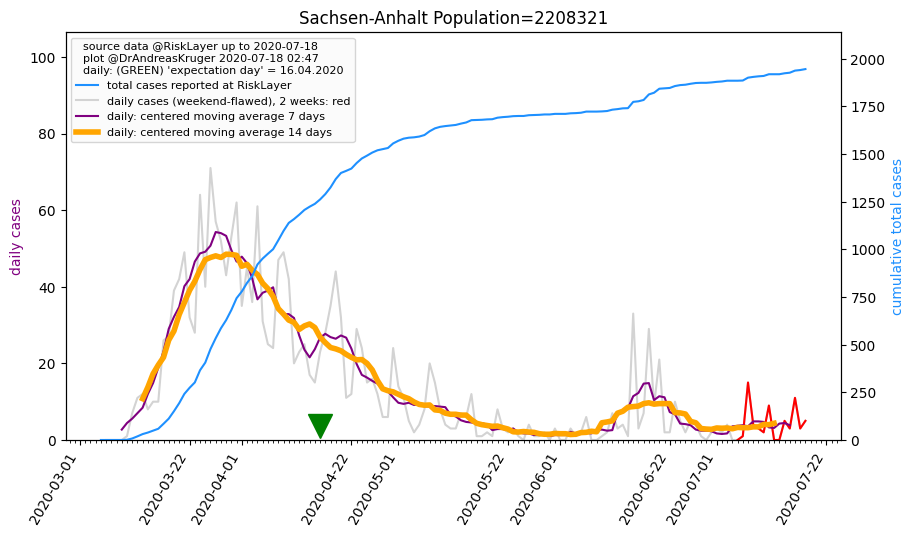 Sachsen-Anhalt Population=2208321
source data @RiskLayer up to 2020-07-18
plot @DrAndreasKruger 2020-07-18 02:47
daily: (GREEN) 'expectation day' = 16.04.2020
total cases reported at RiskLayer
daily cases (weekend-flawed), 2 weeks: red
daily: centered moving average 7 days
daily: centered moving average 14 days
daily cases
100
80
60
40
20
0
cumulative total cases
2000
1750
1500
1250
1000
750
500
250
0
2020-03-01
2020-03-22
2020-04-01
2020-04-22
2020-05-01
2020-05-22
2020-06-01
2020-06-22
2020-07-01
2020-07-22